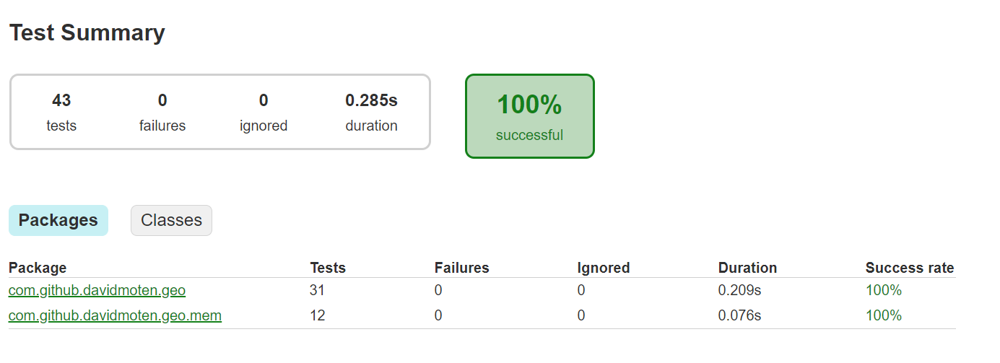 Test Summary
43 0 0 0.285s
tests failures ignored duration
100%
successful
Packages Classes
Package Tests Failures Ignored Duration Success rate
com.github.davidmoten.geo 31 0 0 0.209s 100%
com.github.davidmoten.geo.mem 12 0 0 0.076s 100%